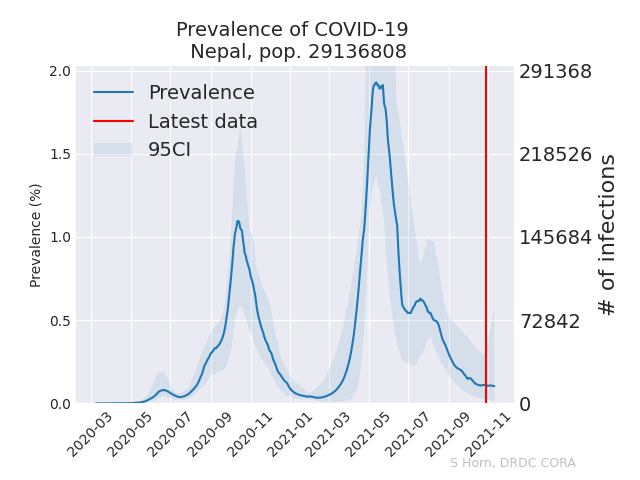 Prevalence of COVID-19
Nepal, pop. 29136808
Prevalence
Latest data
95CI
Prevalence (%)
2.0
1.5
1.0
0.5
0.0
291368
218526
145684
72842
0
# of infections
2020-03
2020-05
2020-07
2020-09
2020-11
2021-01
2021-03
2021-05
2021-07
2021-09
2021-11
S Horn, DRDC CORA